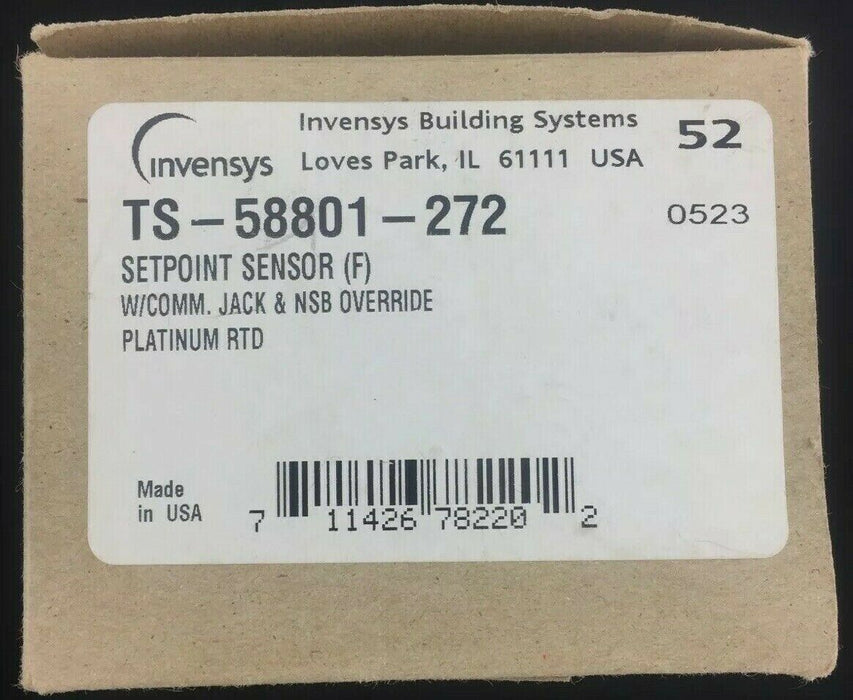 Invensys Building Systems 52
invensys Loves Park, IL 61111 USA
TS-58801-272 0523
SETPOINT SENSOR (F)
W/COMM. JACK & NSB OVERRIDE
PLATINUM RTD
Made
in USA
7 11426 78220 2